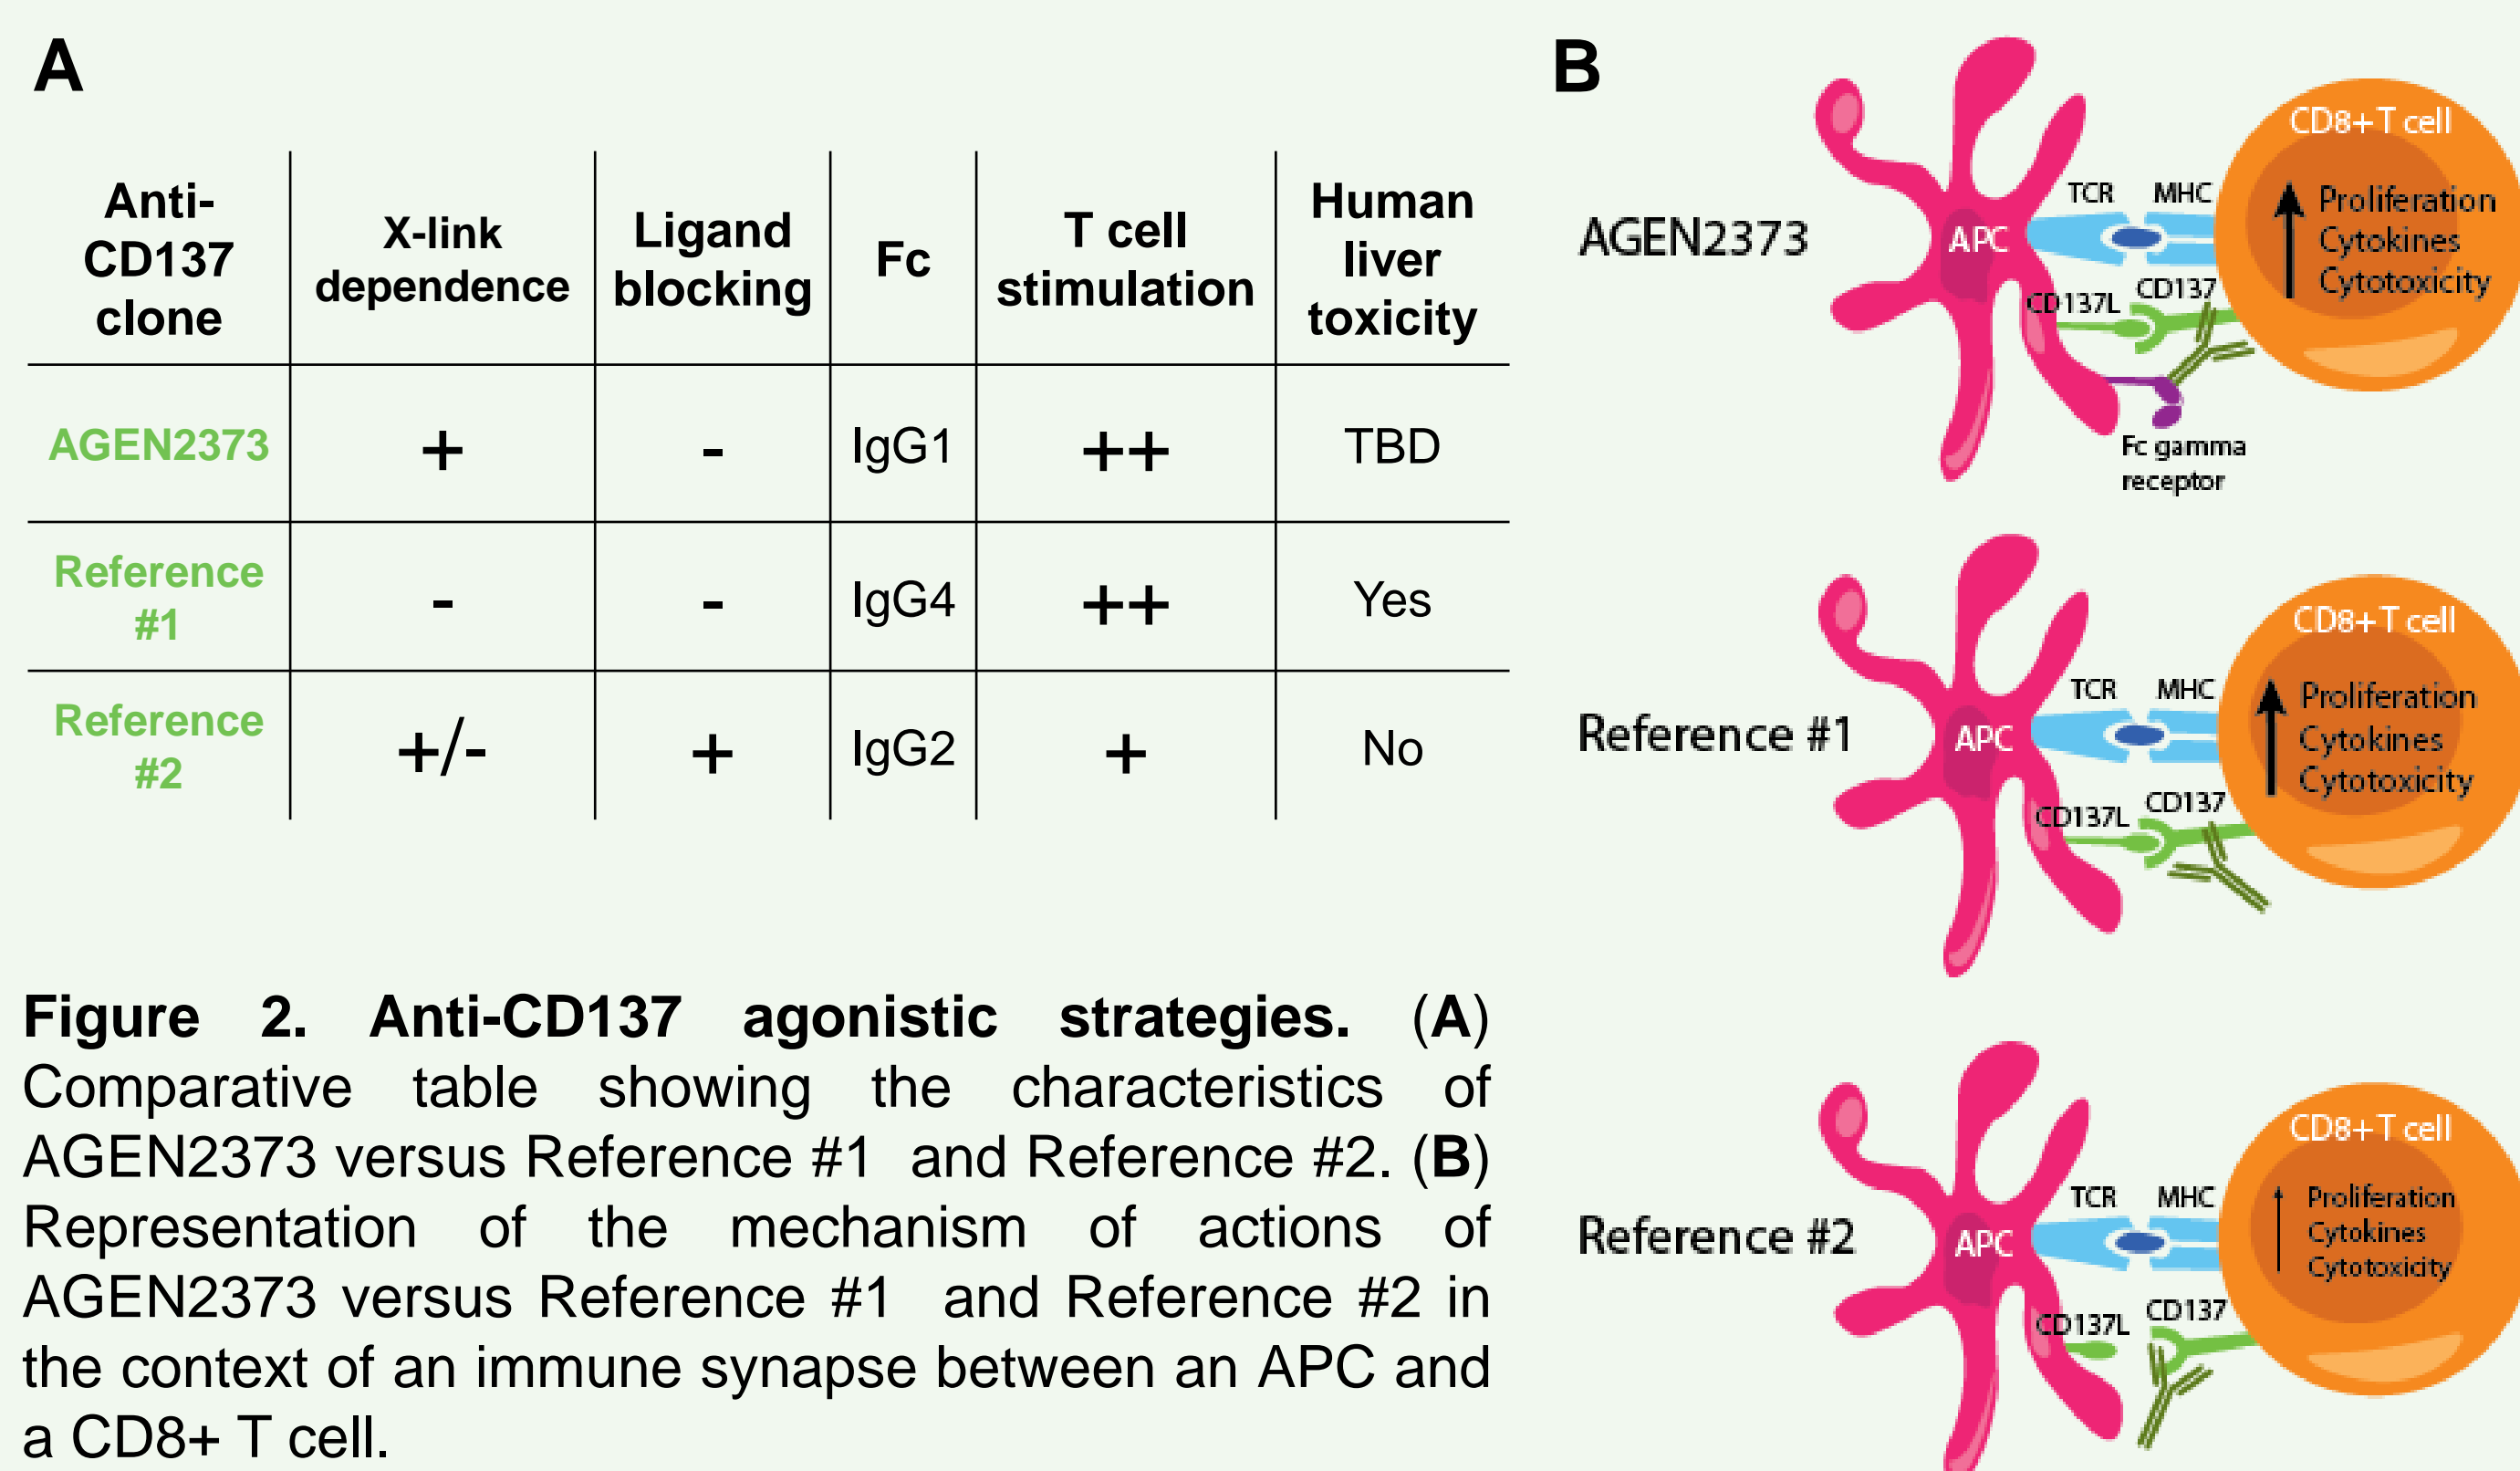 A
Anti-
CD137
clone
X-link
dependence
Ligand
blocking
Fc
T cell
stimulation
Human
liver
toxicity
AGEN2373
+
-
IgG1
++
TBD
Reference
#1
-
-
IgG4
++
Yes
Reference
#2
+/-
+
IgG2
+
No
Figure 2. Anti-CD137 agonistic strategies. (A)
Comparative table showing the characteristics of
AGEN2373 versus Reference #1 and Reference #2. (B)
Representation of the mechanism of actions of
AGEN2373 versus Reference #1 and Reference #2 in
the context of an immune synapse between an APC and
a CD8+ T cell.
B
AGEN2373
APC
TCR
MHC
CD8+ T cell
Proliferation
Cytokines
Cytotoxicity
CD137L
CD137
Fc gamma
receptor
Reference #1
APC
TCR
MHC
CD8+ T cell
Proliferation
Cytokines
Cytotoxicity
CD137L
CD137
Reference #2
APC
TCR
MHC
CD8+ T cell
Proliferation
Cytokines
Cytotoxicity
CD137L
CD137